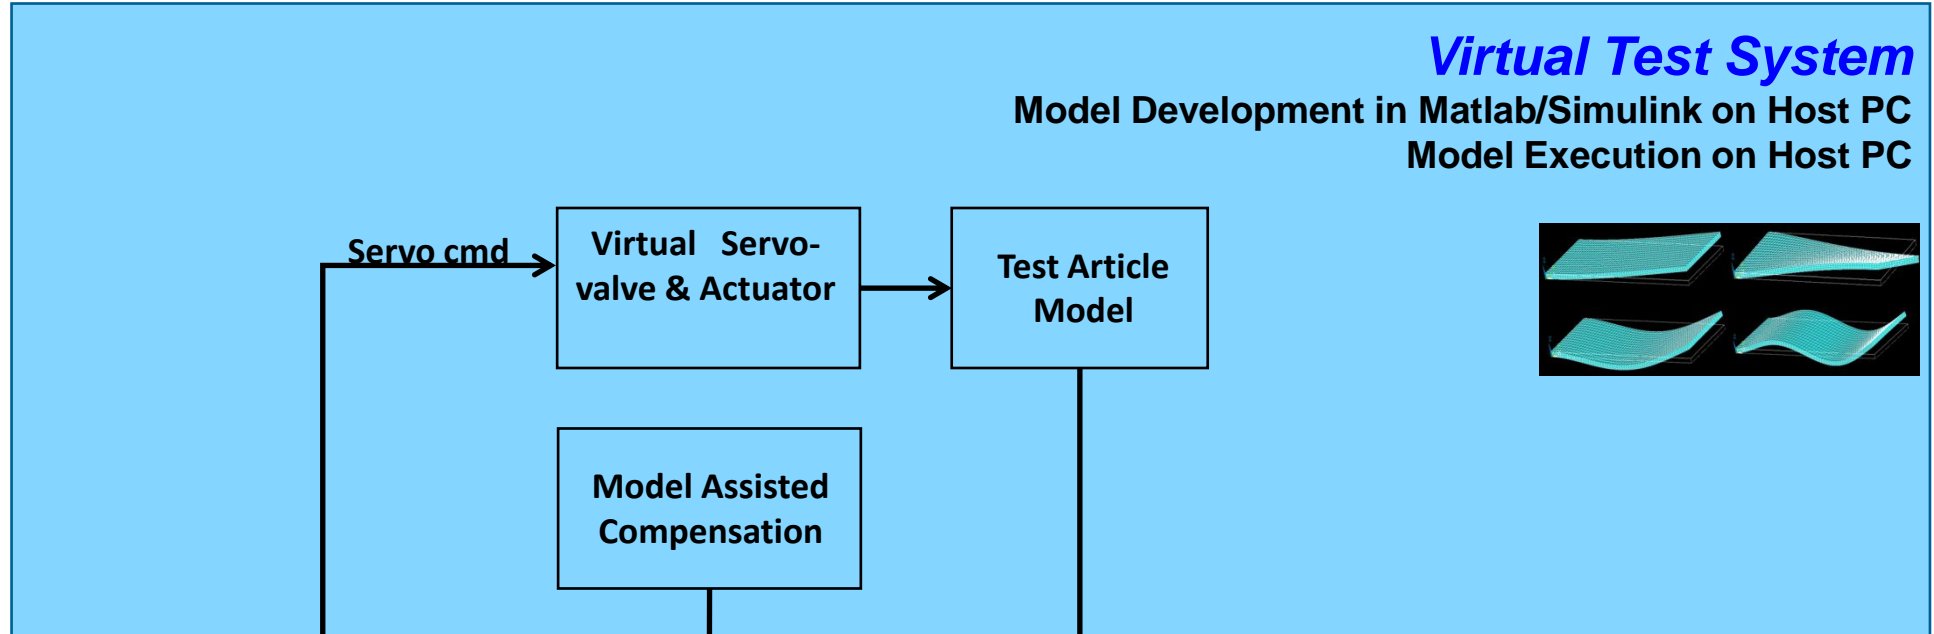 Virtual Test System
Model Development in Matlab/Simulink on Host PC
Model Execution on Host PC
Servo cmd
Virtual Servo-
valve & Actuator
Test Article
Model
Model Assisted
Compensation